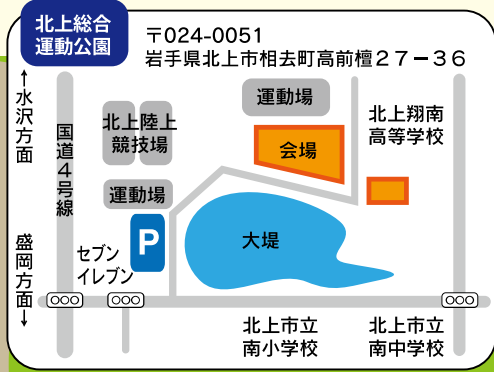 北上総合
運動公園
〒024-0051
岩手県北上市相去町高前檀27-36
←水沢方面
国道4号線
盛岡方面→
北上陸上
競技場
運動場
運動場
会場
北上翔南
高等学校
P
セブン
イレブン
大堤
北上市立
南小学校
北上市立
南中学校